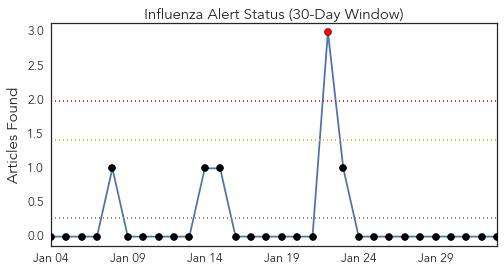 Influenza Alert Status (30-Day Window)
Articles Found
3.0
2.5
2.0
1.5
1.0
0.5
0.0
Jan 04
Jan 09
Jan 14
Jan 19
Jan 24
Jan 29